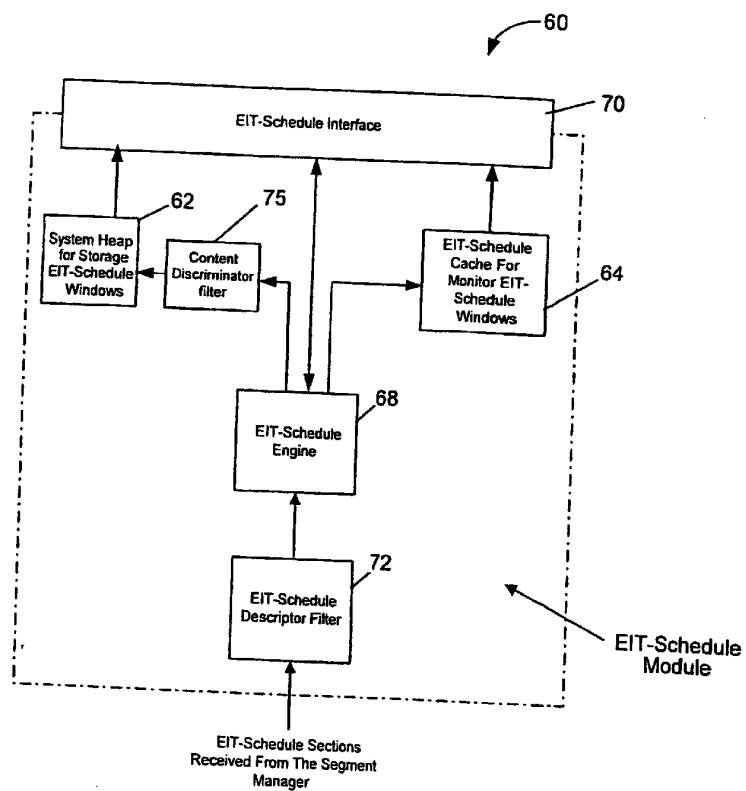 60
70
EIT-Schedule Interface
62
75
System Heap
for Storage
EIT-Schedule
Windows
Content
Discriminator
filter
EIT-Schedule
Cache For
Monitor EIT-
Schedule
Windows
64
68
EIT-Schedule
Engine
72
EIT-Schedule
Descriptor Filter
EIT-Schedule
Module
EIT-Schedule Sections
Received From The Segment
Manager